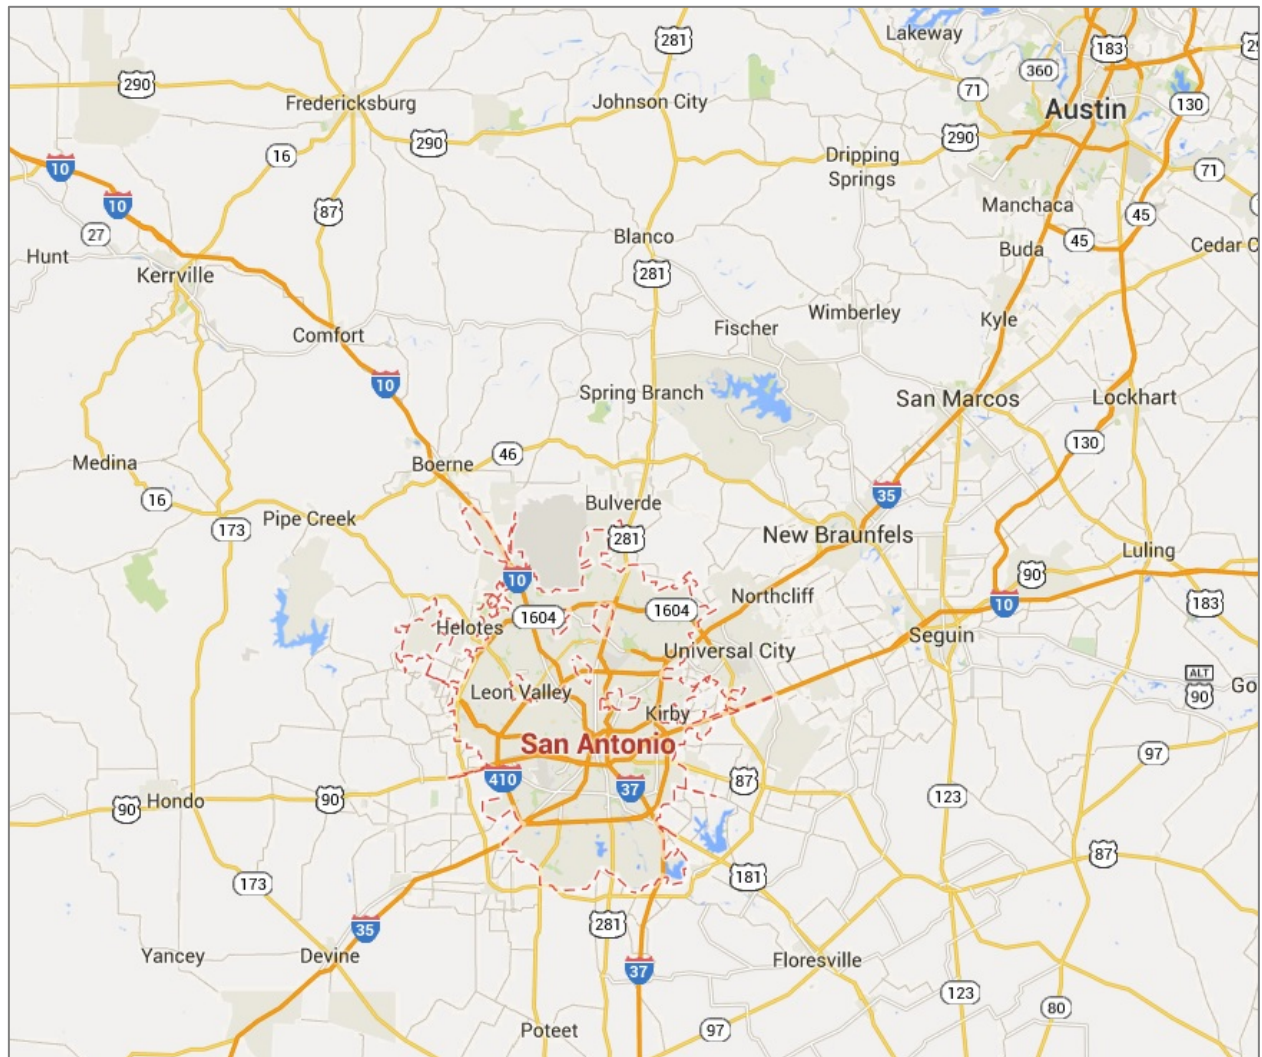 281
Lakeway
183
290
360
71
Fredericksburg
Johnson City
Austin
130
290
290
16
Dripping
Springs
10
71
10
87
Manchaca
45
27
Blanco
45
Hunt
Buda
Cedar C
Kerrville
281
Wimberley
Kyle
Fischer
Comfort
10
Spring Branch
San Marcos
Lockhart
130
46
Medina
Boerne
16
35
Bulverde
Pipe Creek
173
281
New Braunfels
Luling
10
90
Northcliff
10
183
1604
1604
Helotes
Seguin
Universal City
ALT
90
Go
Leon Valley
Kirby
San Antonio
97
410
87
37
90
Hondo
90
123
87
173
181
281
35
Yancey
Devine
Floresville
37
123
80
Poteet
97